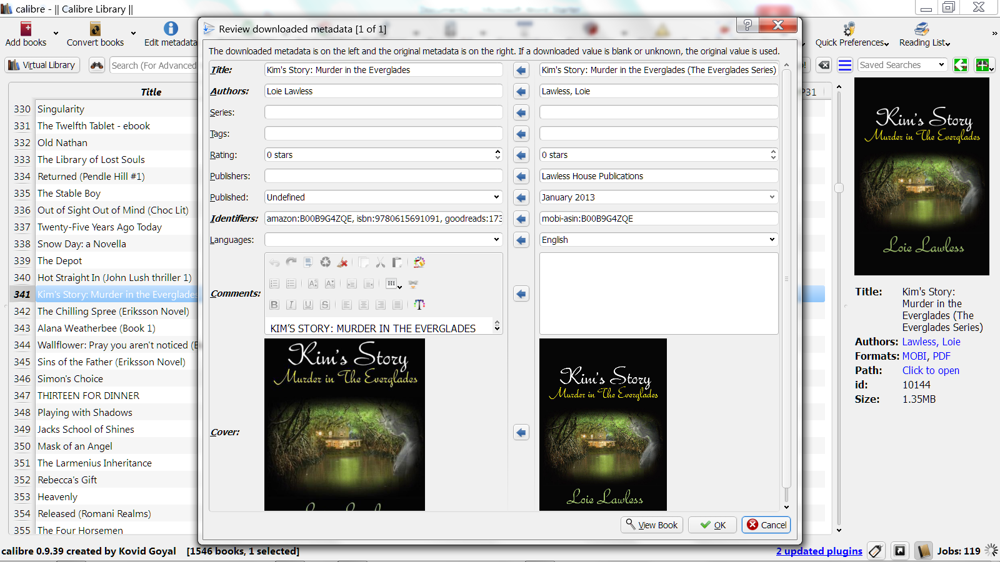 calibre - || Calibre Library ||
Add books
Convert books
Edit metadata
Quick Preferences
Reading List
»
Virtual Library
Search (For Advanced
Saved Searches
Title
P31
330 Singularity
331 The Twelfth Tablet - ebook
332 Old Nathan
333 The Library of Lost Souls
334 Returned (Pendle Hill #1)
335 The Stable Boy
336 Out of Sight Out of Mind (Choc Lit)
337 Twenty-Five Years Ago Today
338 Snow Day: a Novella
339 The Depot
340 Hot Straight In (John Lush thriller 1)
341 Kim's Story: Murder in the Everglades
342 The Chilling Spree (Eriksson Novel)
343 Alana Weatherbee (Book 1)
344 Wallflower: Pray you aren't noticed (E
345 Sins of the Father (Eriksson Novel)
346 Simon's Choice
347 THIRTEEN FOR DINNER
348 Playing with Shadows
349 Jacks School of Shines
350 Mask of an Angel
351 The Larmenius Inheritance
352 Rebecca's Gift
353 Heavenly
354 Released (Romani Realms)
355 The Four Horsemen
Review downloaded metadata [1 of 1]
The downloaded metadata is on the left and the original metadata is on the right. If a downloaded value is blank or unknown, the original value is used.
Title: Kim's Story: Murder in the Everglades Kim's Story: Murder in the Everglades (The Everglades Series)
Authors: Loie Lawless Lawless, Loie
Series:
Tags:
Rating: 0 stars 0 stars
Publishers: Lawless House Publications
Published: Undefined January 2013
Identifiers: amazon:B00B9G4ZQE, isbn:9780615691091, goodreads:173 mobi-asin:B00B9G4ZQE
Languages: English
Comments:
H1
B I U S
KIM'S STORY: MURDER IN THE EVERGLADES
Cover:
Kim's Story
Murder in The Everglades
Kim's Story
Murder in The Everglades
Loie Lawless
View Book
OK
Cancel
Kim's Story
Murder in The Everglades
Loie Lawless
Title: Kim's Story:
Murder in the
Everglades (The
Everglades Series)
Authors: Lawless, Loie
Formats: MOBI, PDF
Path: Click to open
id: 10144
Size: 1.35MB
calibre 0.9.39 created by Kovid Goyal [1546 books, 1 selected]
2 updated plugins
Jobs: 119